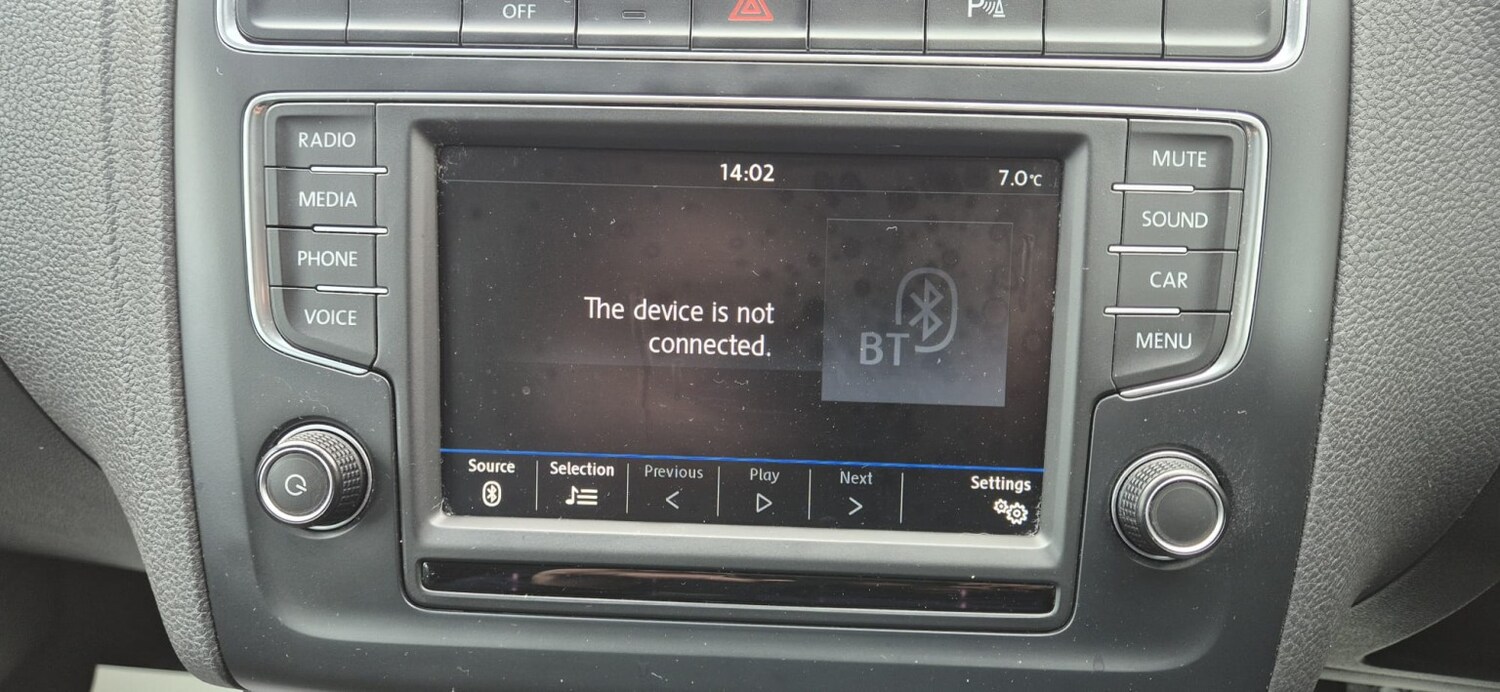 OFF
P
RADIO
MEDIA
PHONE
VOICE
14:02
7.0°C
The device is not
connected.
BT
Source
Selection
Previous
Play
Next
Settings
MUTE
SOUND
CAR
MENU